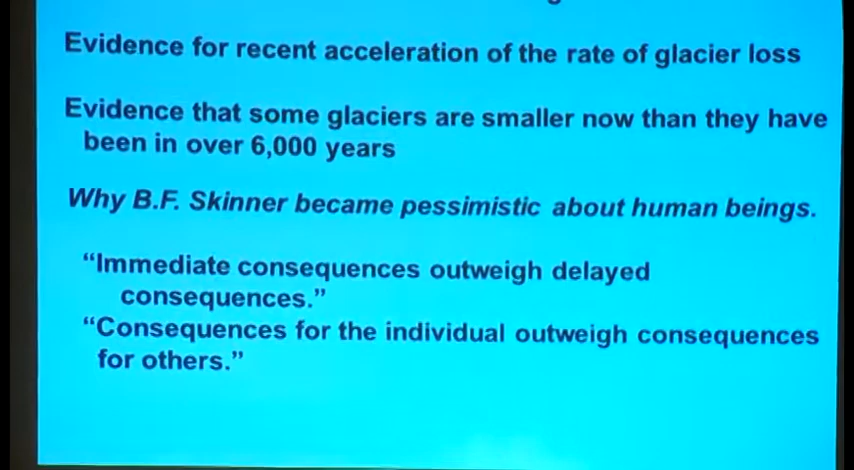 Evidence for recent acceleration of the rate of glacier loss
Evidence that some glaciers are smaller now than they have
been in over 6,000 years
Why B.F. Skinner became pessimistic about human beings.
“Immediate consequences outweigh delayed
consequences.”
“Consequences for the individual outweigh consequences
for others.”